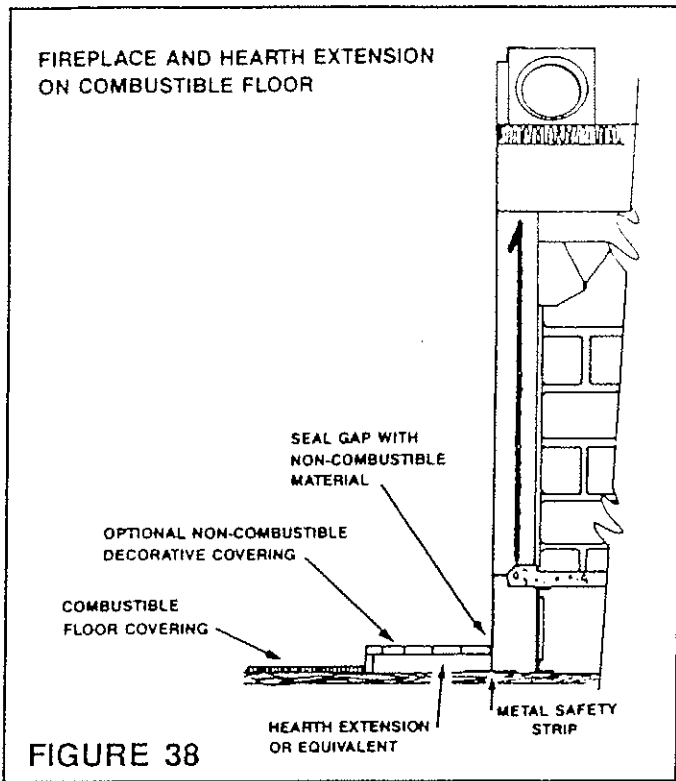 FIREPLACE AND HEARTH EXTENSION
ON COMBUSTIBLE FLOOR
SEAL GAP WITH
NON-COMBUSTIBLE
MATERIAL
OPTIONAL NON-COMBUSTIBLE
DECORATIVE COVERING
COMBUSTIBLE
FLOOR COVERING
HEARTH EXTENSION
OR EQUIVALENT
METAL SAFETY
STRIP
FIGURE 38